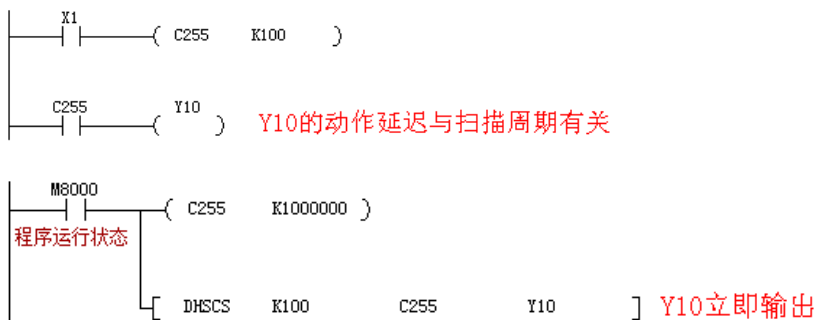 X1
( C255 K100 )
C255 Y10
( ) Y10的动作延迟与扫描周期有关
M8000
( C255 K1000000 )
程序运行状态
[ DHSCS K100 C255 Y10 ] Y10立即输出